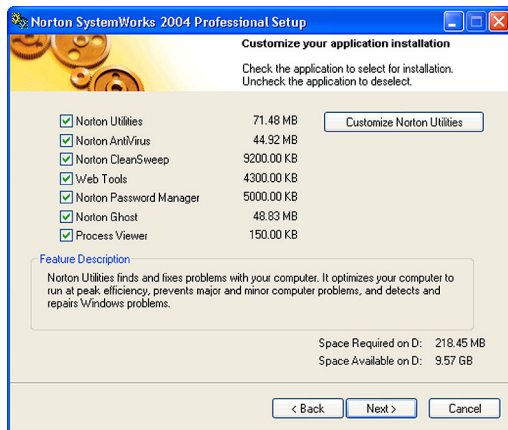 Norton SystemWorks 2004 Professional Setup
Customize your application installation
Check the application to select for installation.
Uncheck the application to deselect.
Norton Utilities 71.48 MB Customize Norton Utilities
Norton AntiVirus 44.92 MB
Norton CleanSweep 9200.00 KB
Web Tools 4300.00 KB
Norton Password Manager 5000.00 KB
Norton Ghost 48.83 MB
Process Viewer 150.00 KB
Feature Description
Norton Utilities finds and fixes problems with your computer. It optimizes your computer to
run at peak efficiency, prevents major and minor computer problems, and detects and
repairs Windows problems.
Space Required on D: 218.45 MB
Space Available on D: 9.57 GB
< Back Next > Cancel